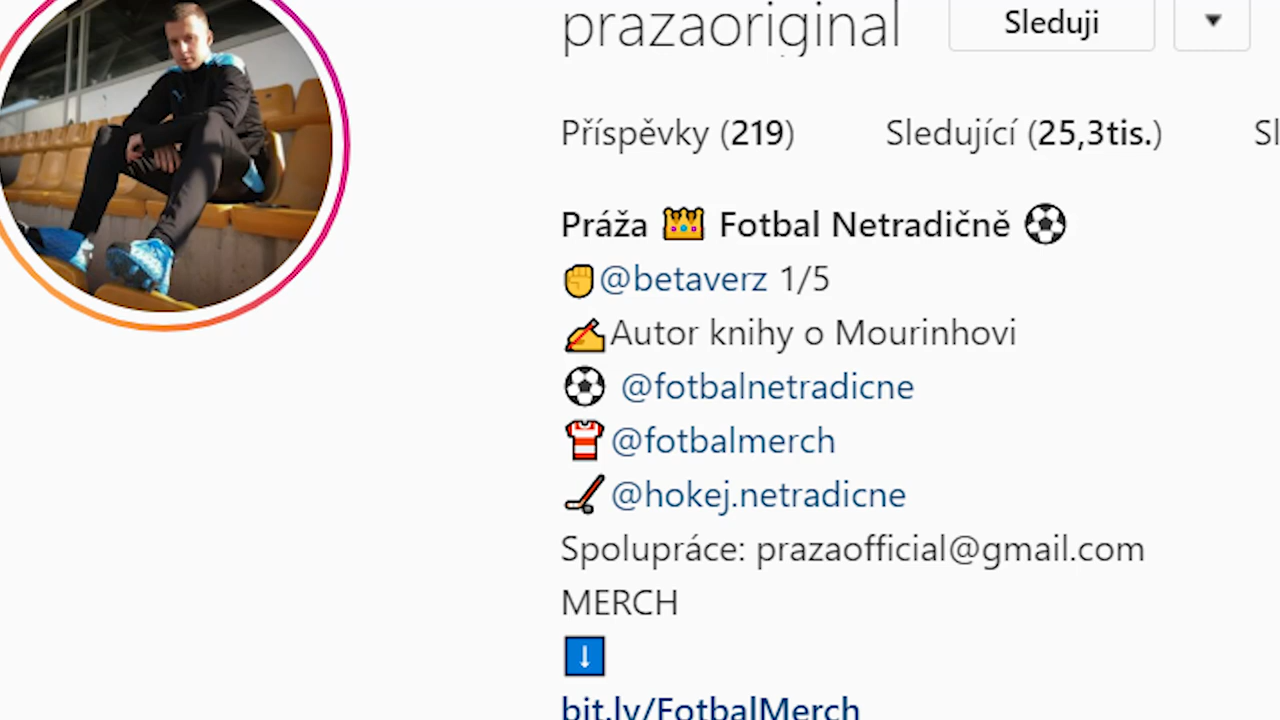 prazaoriginal Sleduji
Příspěvky (219) Sledující (25,3tis.)
Práža 👑 Fotbal Netradičně ⚽
✊@betaverz 1/5
✍Autor knihy o Mourinhovi
⚽ @fotbalnetradicne
👕@fotbalmerch
🏒@hokej.netradicne
Spolupráce: prazaofficial@gmail.com
MERCH
⬇
bit.ly/FotbalMerch